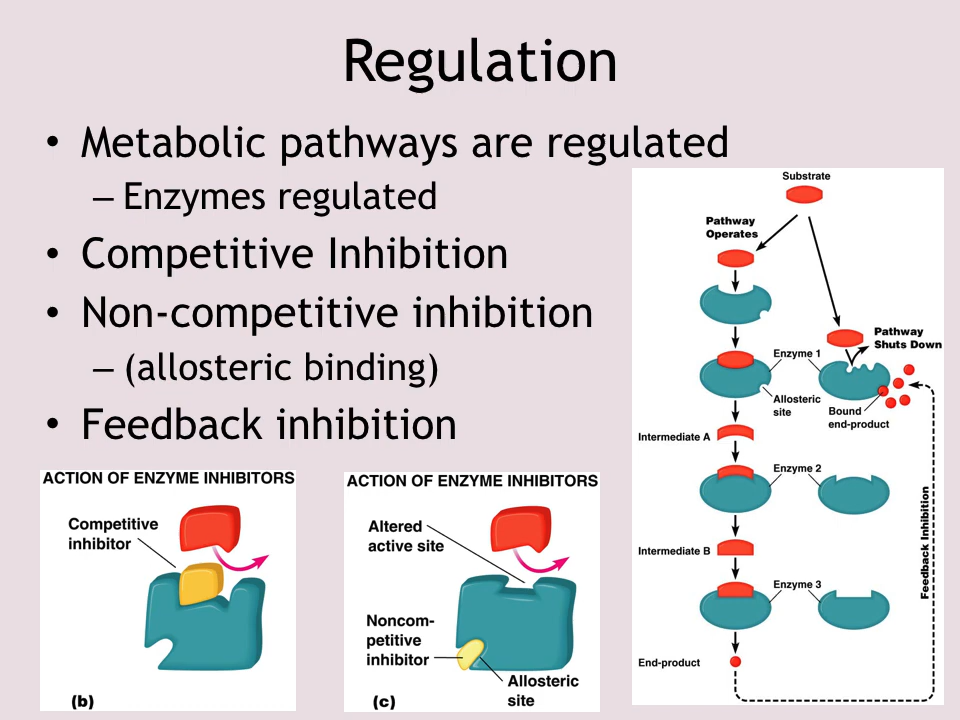 Regulation
• Metabolic pathways are regulated
– Enzymes regulated
• Competitive Inhibition
• Non-competitive inhibition
– (allosteric binding)
• Feedback inhibition
ACTION OF ENZYME INHIBITORS
Competitive
inhibitor
(b)
ACTION OF ENZYME INHIBITORS
Altered
active site
Noncom-
petitive
inhibitor
Allosteric
site
(c)
Substrate
Pathway
Operates
Pathway
Shuts Down
Enzyme 1
Allosteric
site
Bound
end-product
Intermediate A
Enzyme 2
Intermediate B
Enzyme 3
End-product
Feedback Inhibition